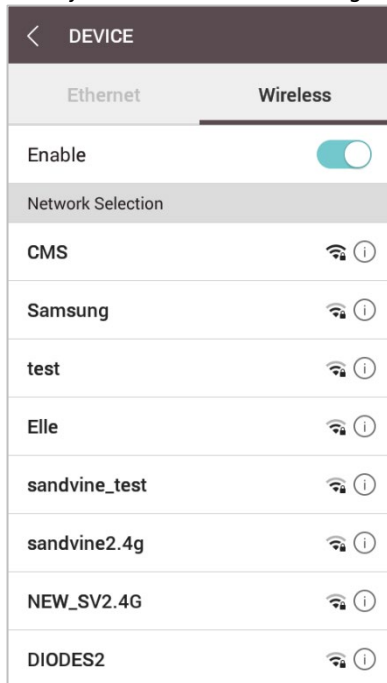 DEVICE
Ethernet Wireless
Enable
Network Selection
CMS
Samsung
test
Elle
sandvine_test
sandvine2.4g
NEW_SV2.4G
DIODES2